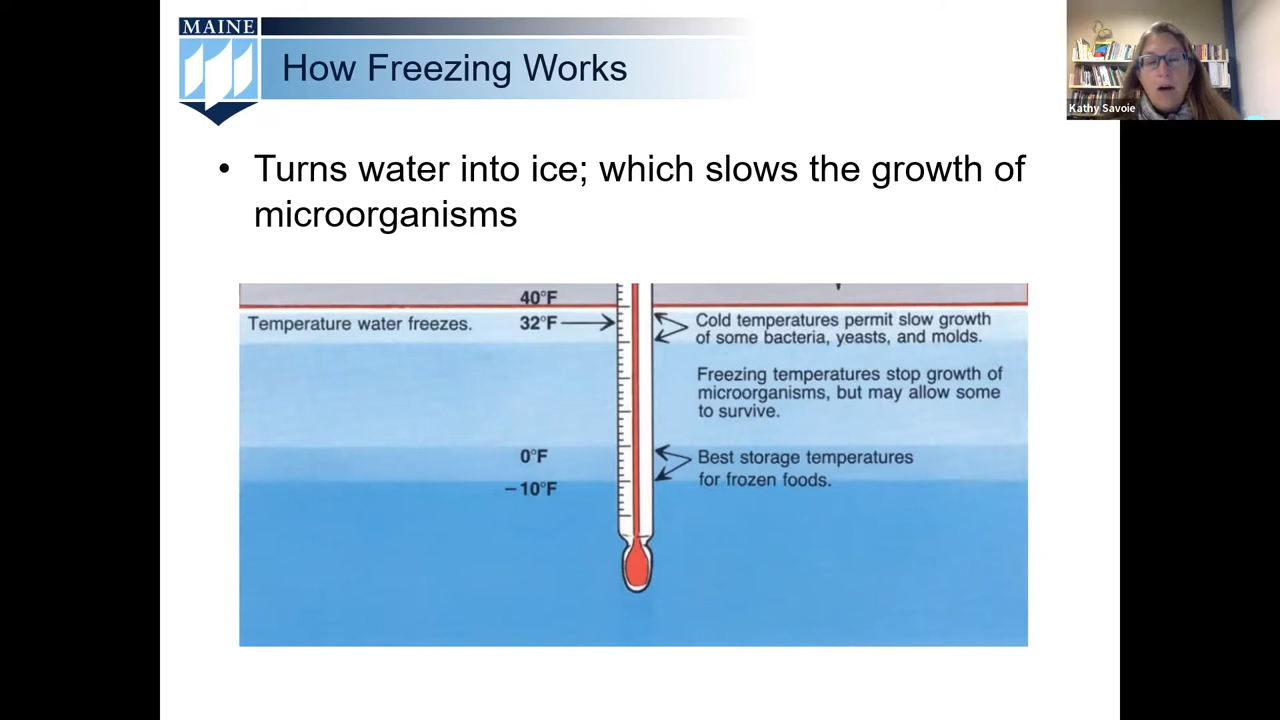 MAINE
How Freezing Works
Kathy Savoie
• Turns water into ice; which slows the growth of
microorganisms
40°F
Temperature water freezes.
32°F
Cold temperatures permit slow growth
of some bacteria, yeasts, and molds.
Freezing temperatures stop growth of
microorganisms, but may allow some
to survive.
0°F
Best storage temperatures
for frozen foods.
−10°F